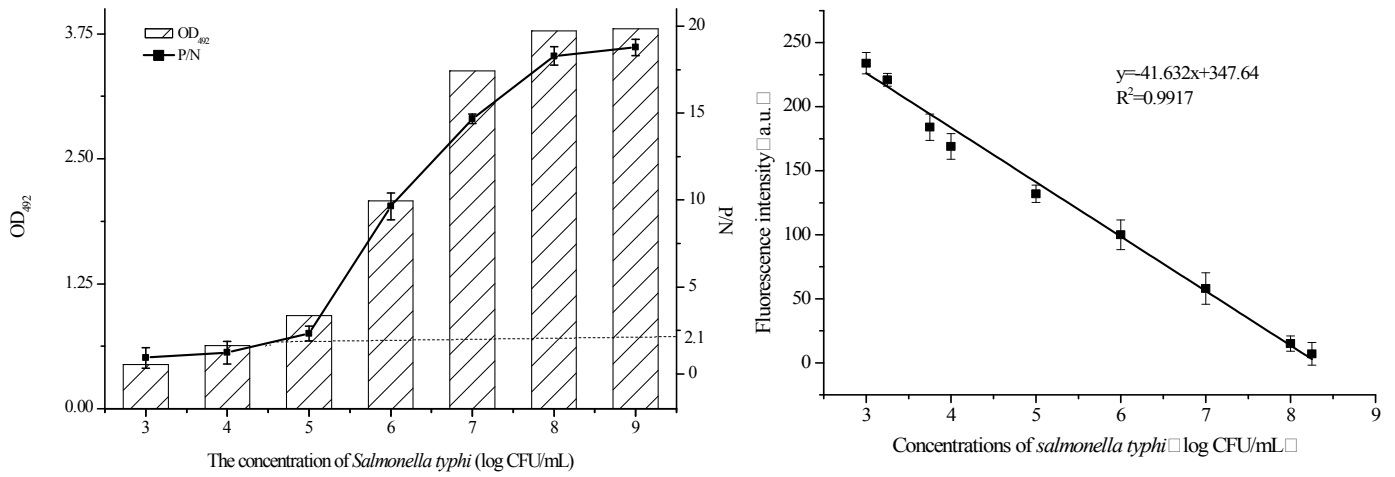 OD492
P/N
3.75
2.50
1.25
0.00
OD492
20
15
10
5
2.1
0
P/N
3 4 5 6 7 8 9
The concentration of Salmonella typhi (log CFU/mL)
250
200
150
100
50
0
Fluorescence intensity□a.u.□
y=-41.632x+347.64
R2=0.9917
3 4 5 6 7 8 9
Concentrations of salmonella typhi□log CFU/mL□